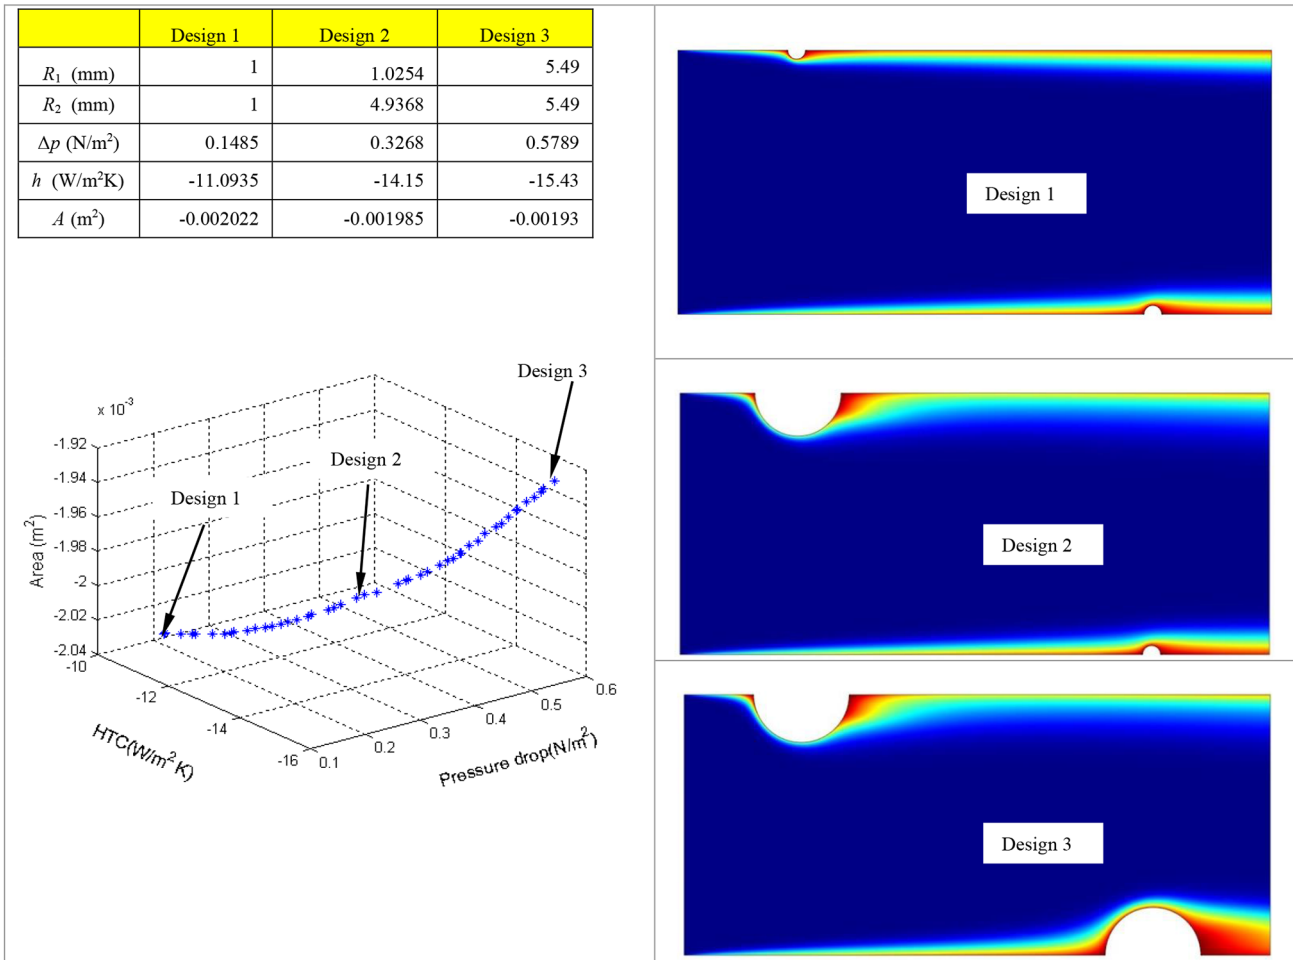 Design 1 Design 2 Design 3
R₁ (mm) 1 1.0254 5.49
R₂ (mm) 1 4.9368 5.49
Δp (N/m²) 0.1485 0.3268 0.5789
h (W/m²K) -11.0935 -14.15 -15.43
A (m²) -0.002022 -0.001985 -0.00193
Design 3
x 10⁻³
-1.92
Design 2
-1.94
Design 1
-1.96
-1.98
-2
-2.02
-2.04
Area (m²)
-10
-12
-14
-16
HTC(W/m² K)
0.1
0.2
0.3
0.4
0.5
0.6
Pressure drop(N/m²)
Design 1
Design 2
Design 3